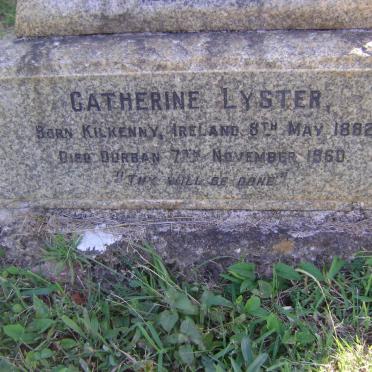 CATHERINE LYSTER,
BORN KILKENNY, IRELAND, 8TH MAY 1882
DIED DURBAN 7TH NOVEMBER 1960.
"THY WILL BE DONE"